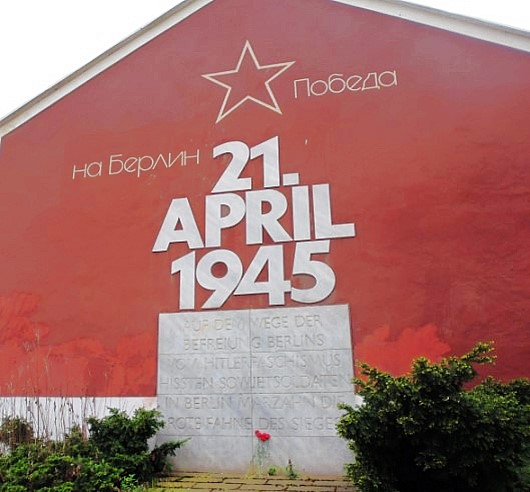 Победа
на Берлин
21.
APRIL
1945
AUF DEM WEGE DER
BEFREIUNG BERLINS
VOM HITLERFASCHISMUS
HISSTEN SOWJETSOLDATEN
IN BERLIN-MARZAHN DIE
ROTE FAHNE DES SIEGES